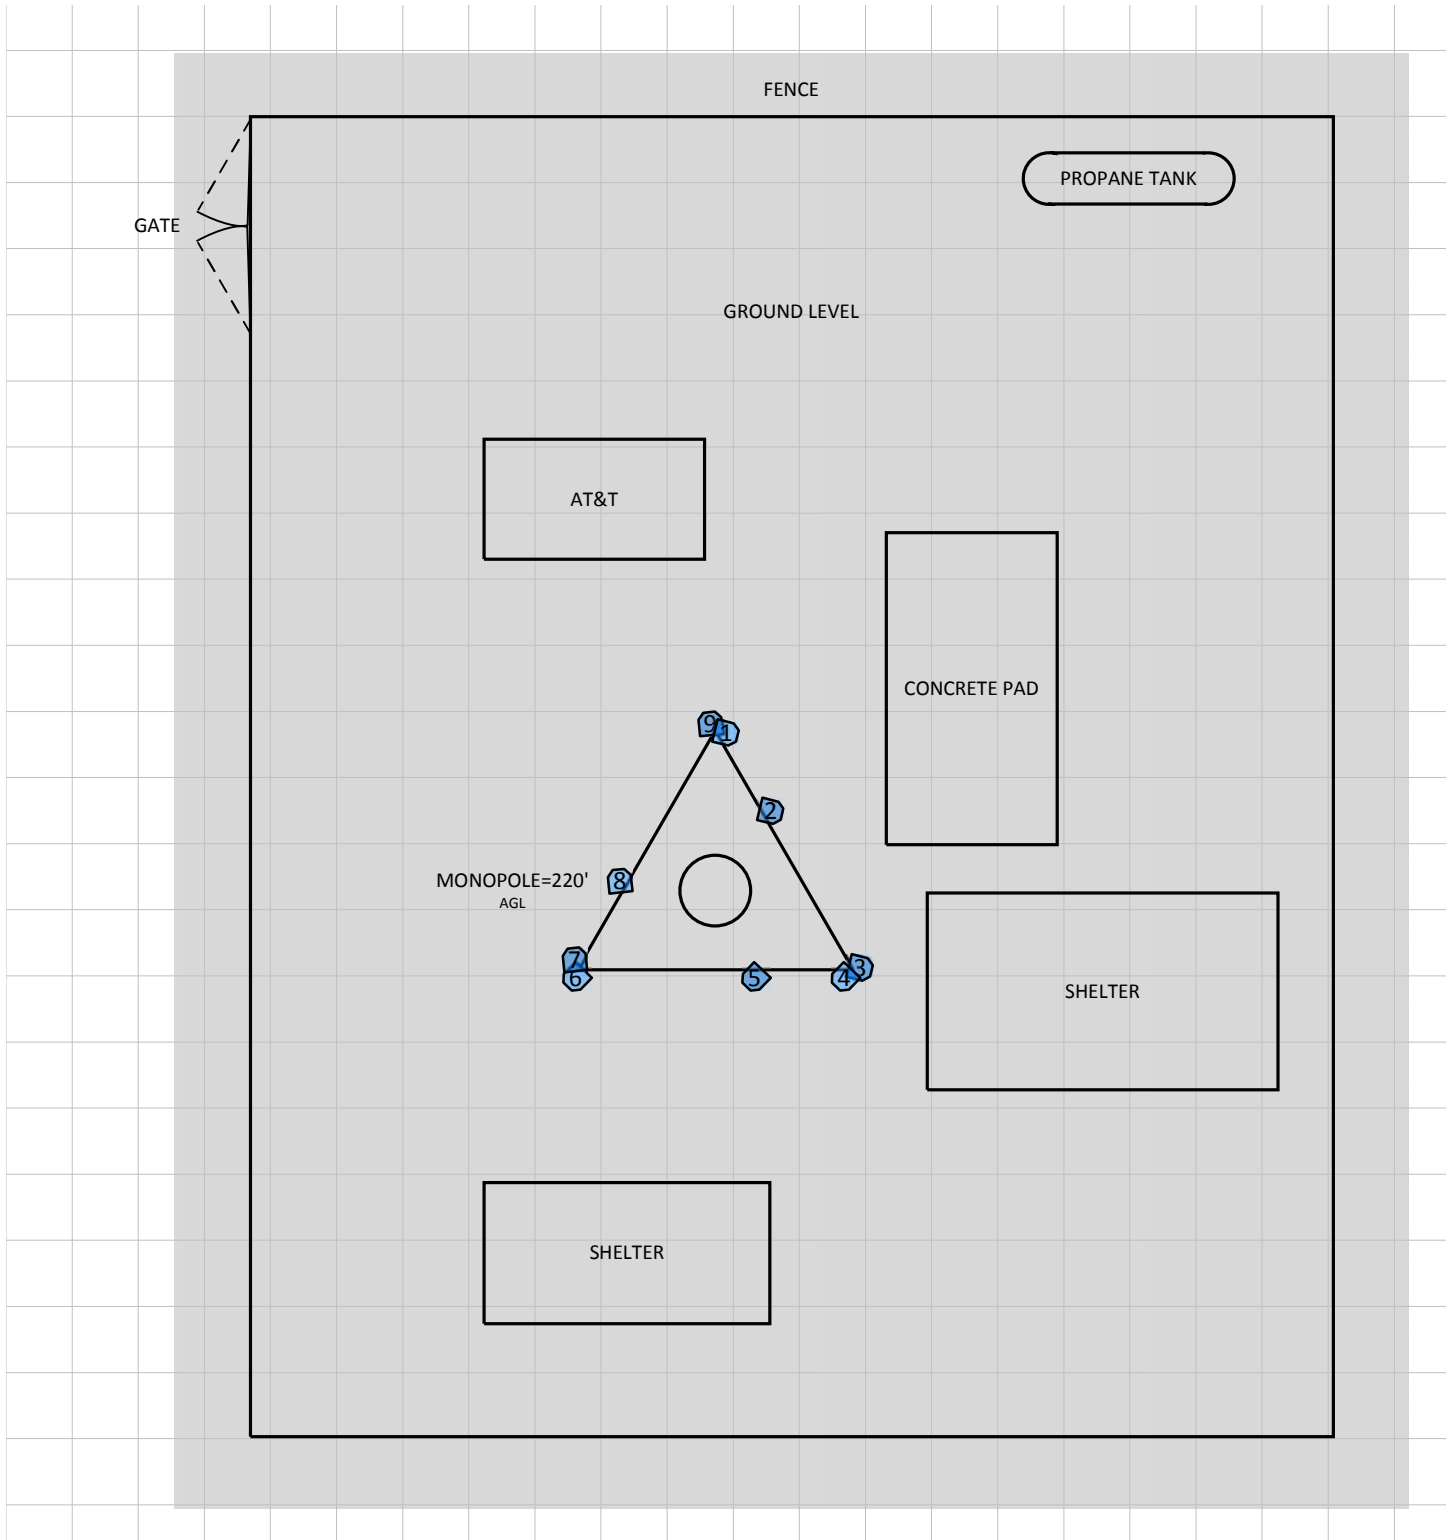 FENCE
PROPANE TANK
GATE
GROUND LEVEL
AT&T
CONCRETE PAD
9
1
2
MONOPOLE=220'
AGL
8
7
6
5
4
3
SHELTER
SHELTER